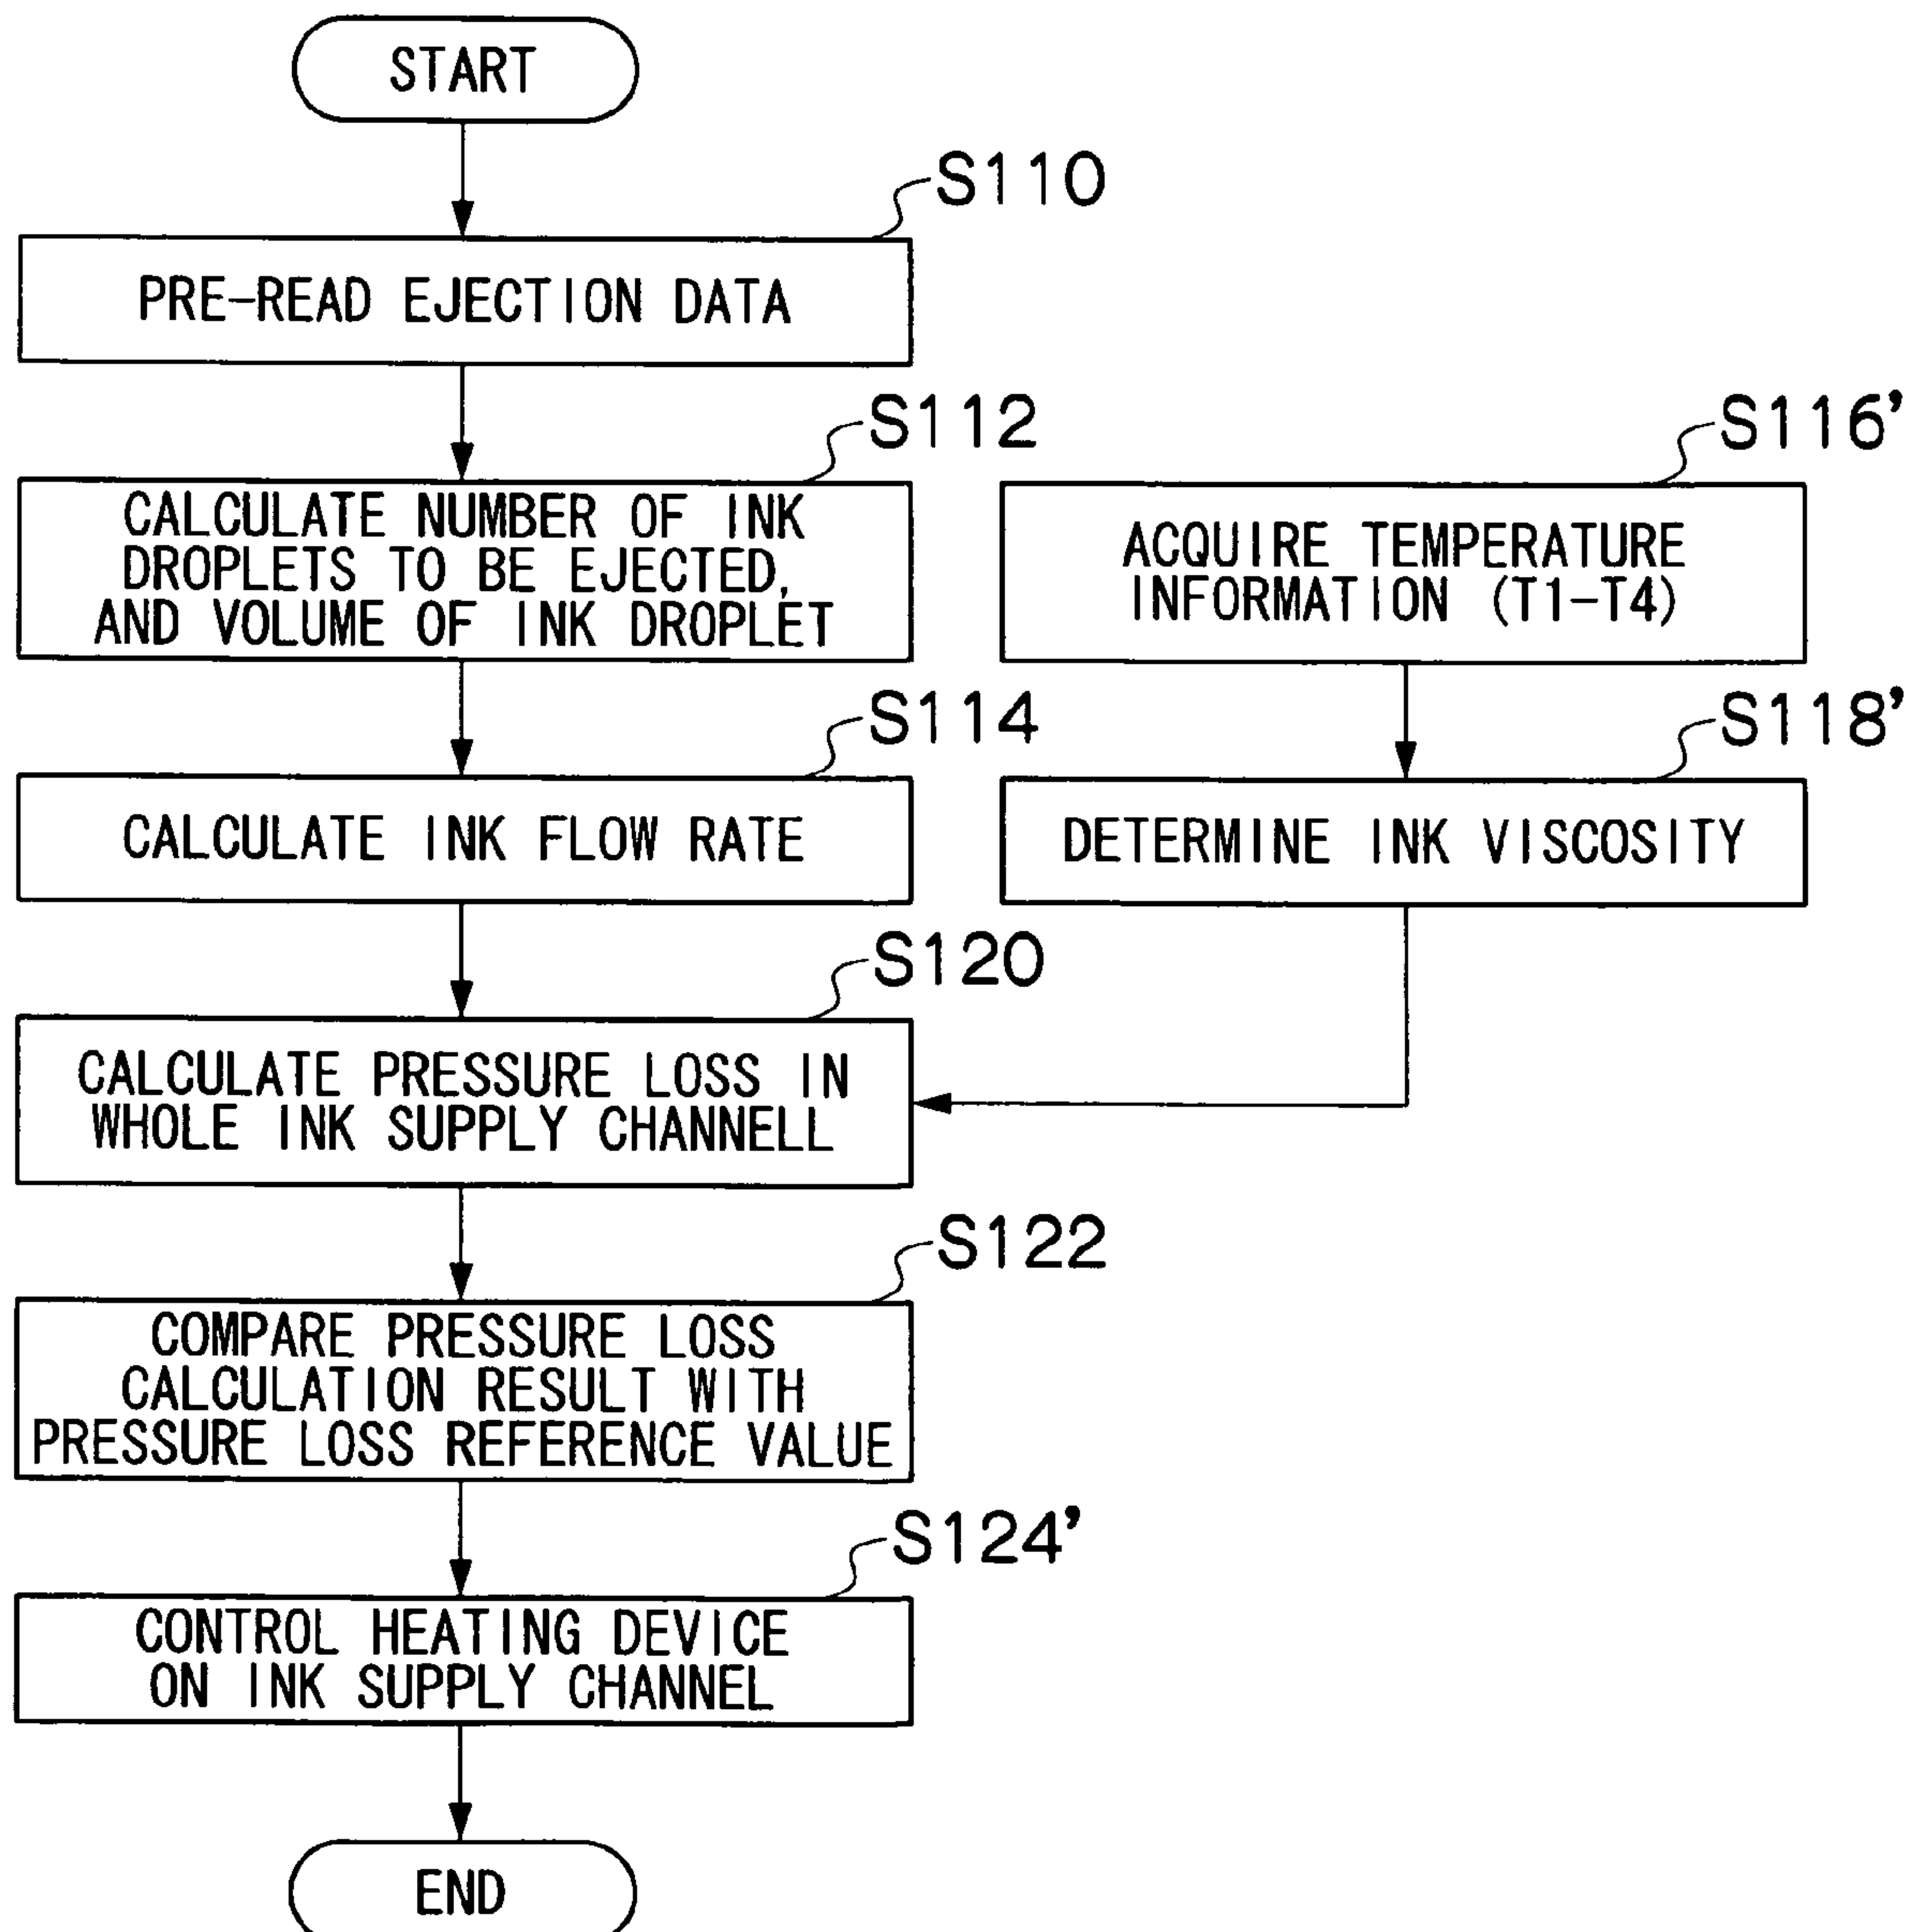 START
S110
PRE-READ EJECTION DATA
S112
CALCULATE NUMBER OF INK
DROPLETS TO BE EJECTED,
AND VOLUME OF INK DROPLET
S116'
ACQUIRE TEMPERATURE
INFORMATION (T1-T4)
S114
CALCULATE INK FLOW RATE
S118'
DETERMINE INK VISCOSITY
S120
CALCULATE PRESSURE LOSS IN
WHOLE INK SUPPLY CHANNELL
S122
COMPARE PRESSURE LOSS
CALCULATION RESULT WITH
PRESSURE LOSS REFERENCE VALUE
S124'
CONTROL HEATING DEVICE
ON INK SUPPLY CHANNEL
END